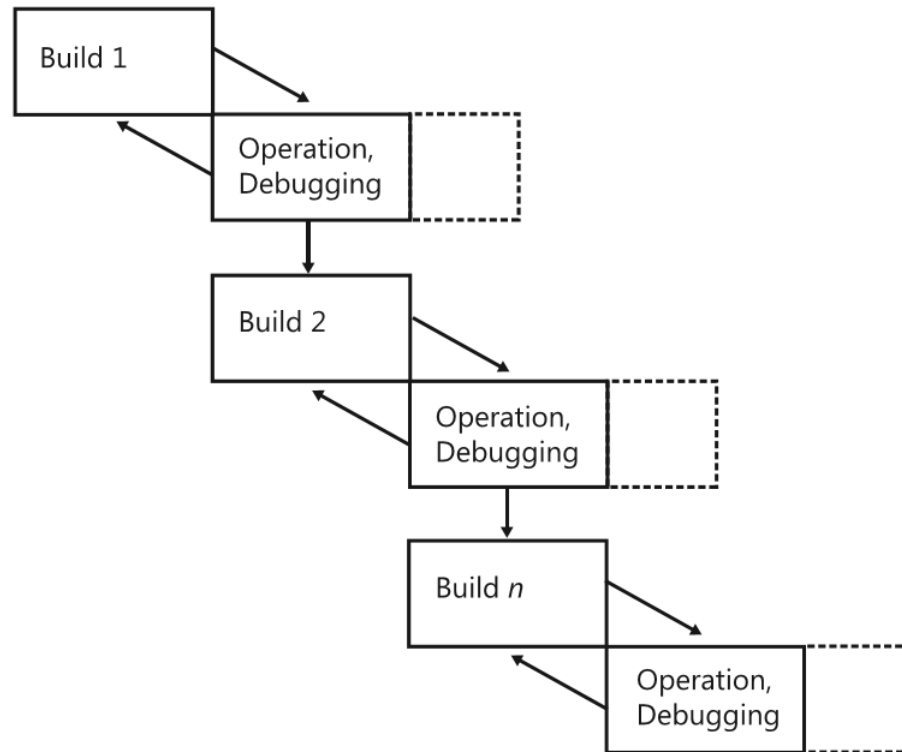 Build 1
Operation,
Debugging
Build 2
Operation,
Debugging
Build n
Operation,
Debugging